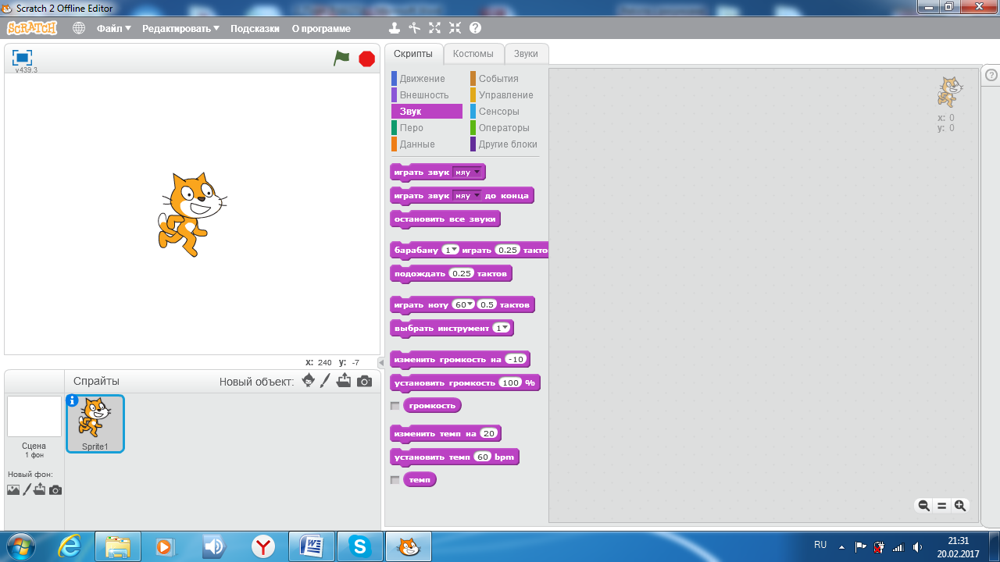 Scratch 2 Offline Editor
SCRATCH
Файл Редактировать Подсказки О программе
v439.3
Скрипты Костюмы Звуки
Движение События
Внешность Управление
Звук Сенсоры
Перо Операторы
Данные Другие блоки
x: 0
y: 0
играть звук мяу
играть звук мяу до конца
остановить все звуки
барабану 1 играть 0.25 такто
подождать 0.25 тактов
играть ноту 60 0.5 тактов
выбрать инструмент 1
изменить громкость на -10
установить громкость 100 %
громкость
изменить темп на 20
установить темп 60 bpm
темп
x: 240 y: -7
Спрайты Новый объект:
Sprite1
Сцена
1 фон
Новый фон:
RU
21:31
20.02.2017